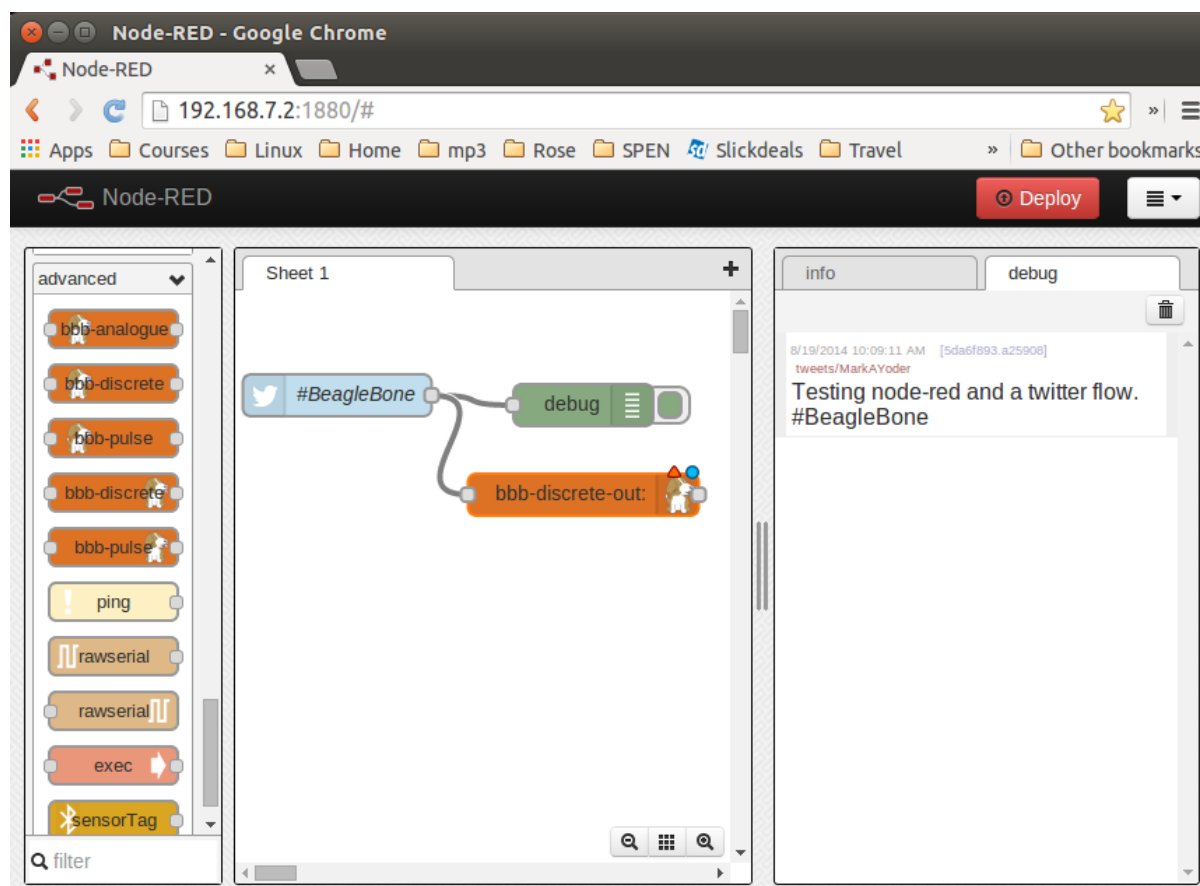 Node-RED - Google Chrome
Node-RED
192.168.7.2:1880/#
Apps Courses Linux Home mp3 Rose SPEN Slickdeals Travel » Other bookmarks
Node-RED
Deploy
advanced
bbb-analogue
bbb-discrete
bbb-pulse
bbb-discrete
bbb-pulse
ping
rawserial
rawserial
exec
sensorTag
filter
Sheet 1
#BeagleBone
debug
bbb-discrete-out:
info
debug
8/19/2014 10:09:11 AM [5da6f893.a25908]
tweets/MarkAYoder
Testing node-red and a twitter flow.
#BeagleBone